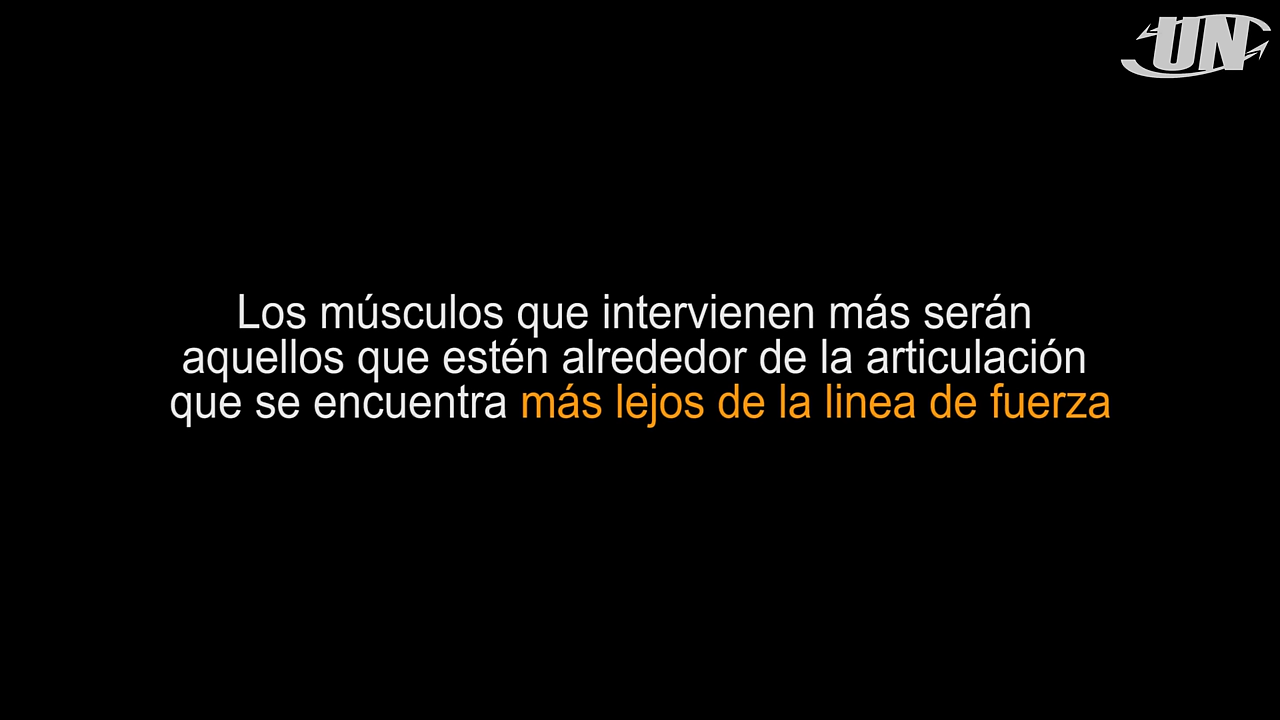 UN
Los músculos que intervienen más serán
aquellos que estén alrededor de la articulación
que se encuentra más lejos de la linea de fuerza